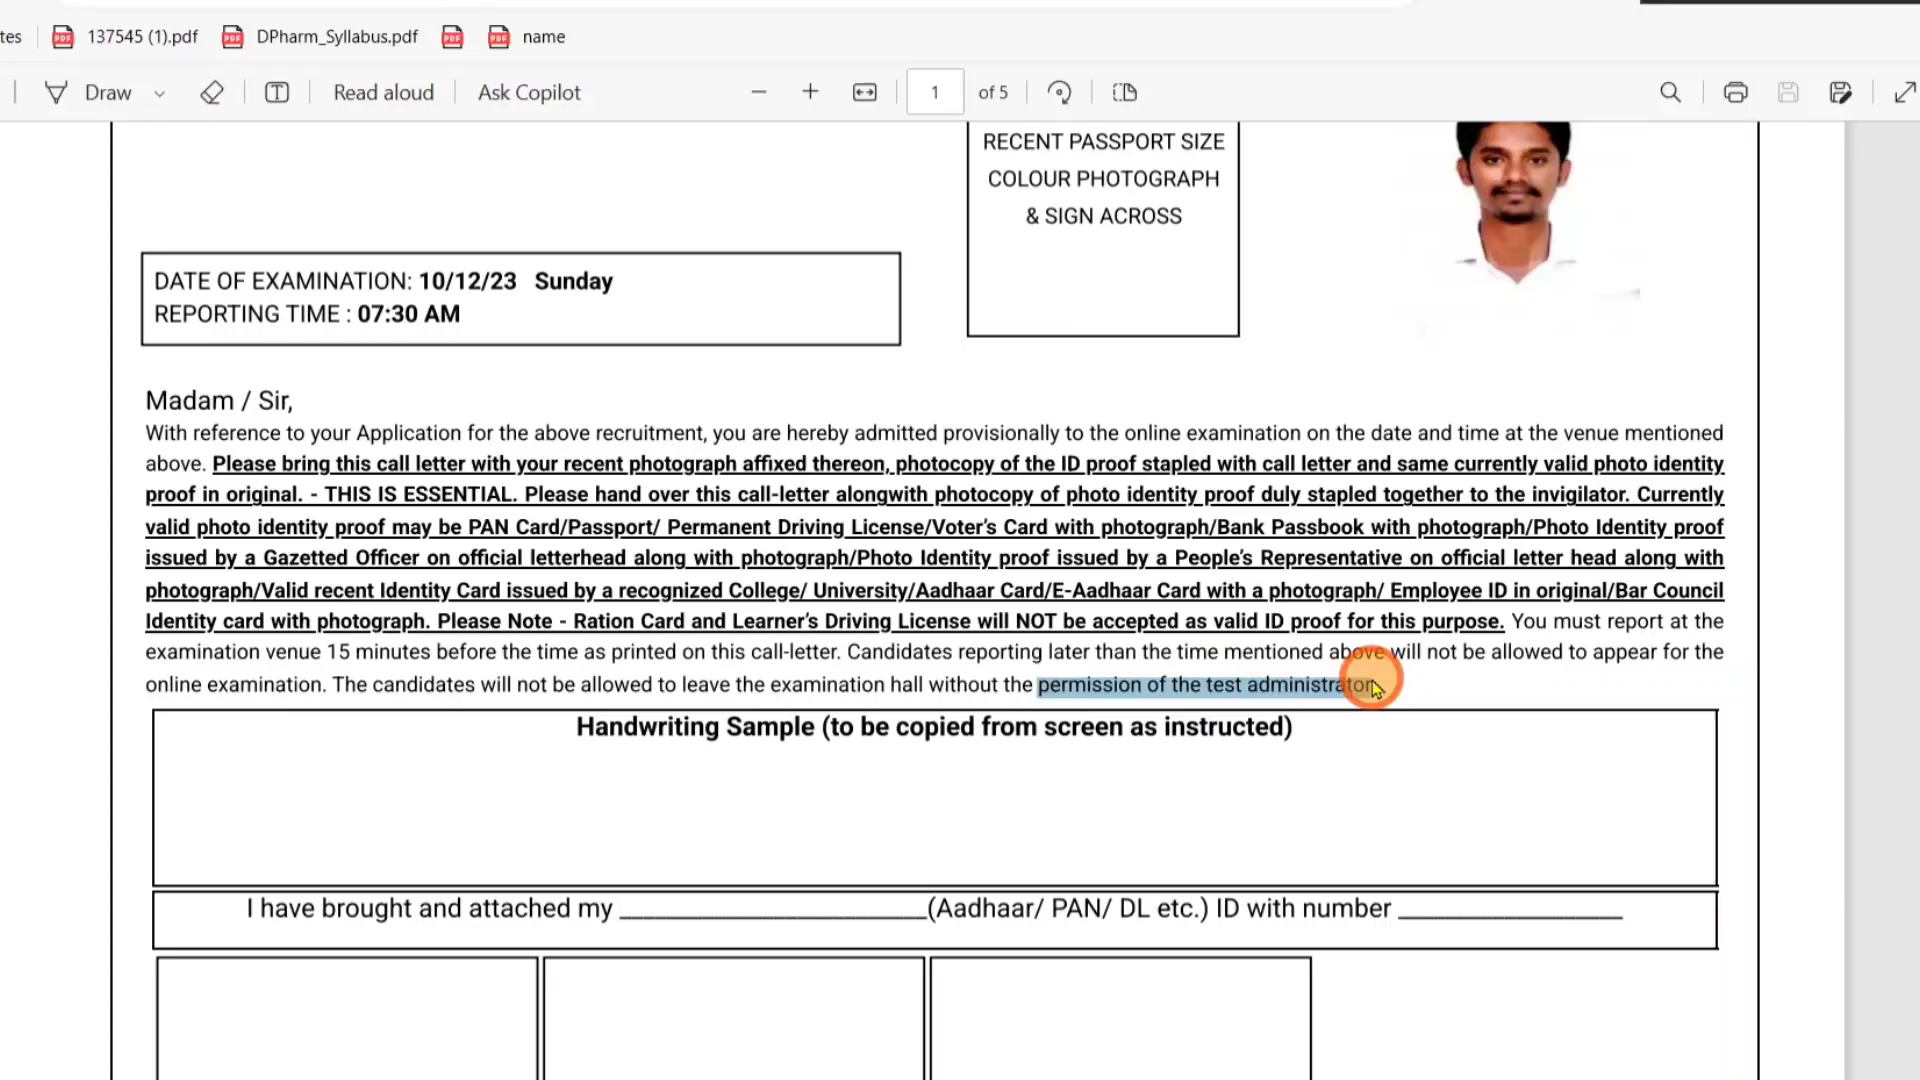 tes 137545 (1).pdf DPharm_Syllabus.pdf name
Draw Read aloud Ask Copilot 1 of 5
RECENT PASSPORT SIZE
COLOUR PHOTOGRAPH
& SIGN ACROSS
DATE OF EXAMINATION: 10/12/23 Sunday
REPORTING TIME : 07:30 AM
Madam / Sir,
With reference to your Application for the above recruitment, you are hereby admitted provisionally to the online examination on the date and time at the venue mentioned
above. Please bring this call letter with your recent photograph affixed thereon, photocopy of the ID proof stapled with call letter and same currently valid photo identity
proof in original. - THIS IS ESSENTIAL. Please hand over this call-letter alongwith photocopy of photo identity proof duly stapled together to the invigilator. Currently
valid photo identity proof may be PAN Card/Passport/ Permanent Driving License/Voter's Card with photograph/Bank Passbook with photograph/Photo Identity proof
issued by a Gazetted Officer on official letterhead along with photograph/Photo Identity proof issued by a People's Representative on official letter head along with
photograph/Valid recent Identity Card issued by a recognized College/ University/Aadhaar Card/E-Aadhaar Card with a photograph/ Employee ID in original/Bar Council
Identity card with photograph. Please Note - Ration Card and Learner's Driving License will NOT be accepted as valid ID proof for this purpose. You must report at the
examination venue 15 minutes before the time as printed on this call-letter. Candidates reporting later than the time mentioned above will not be allowed to appear for the
online examination. The candidates will not be allowed to leave the examination hall without the permission of the test administrator
Handwriting Sample (to be copied from screen as instructed)
I have brought and attached my ______________________(Aadhaar/ PAN/ DL etc.) ID with number ________________